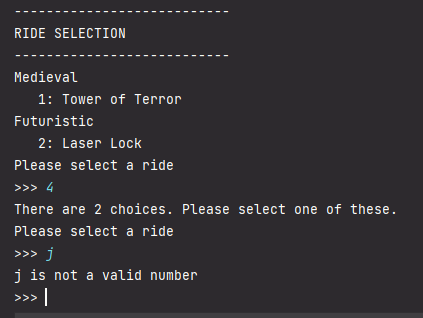 ---------------------------
RIDE SELECTION
---------------------------
Medieval
   1: Tower of Terror
Futuristic
   2: Laser Lock
Please select a ride
>>> 4
There are 2 choices. Please select one of these.
Please select a ride
>>> j
j is not a valid number
>>>